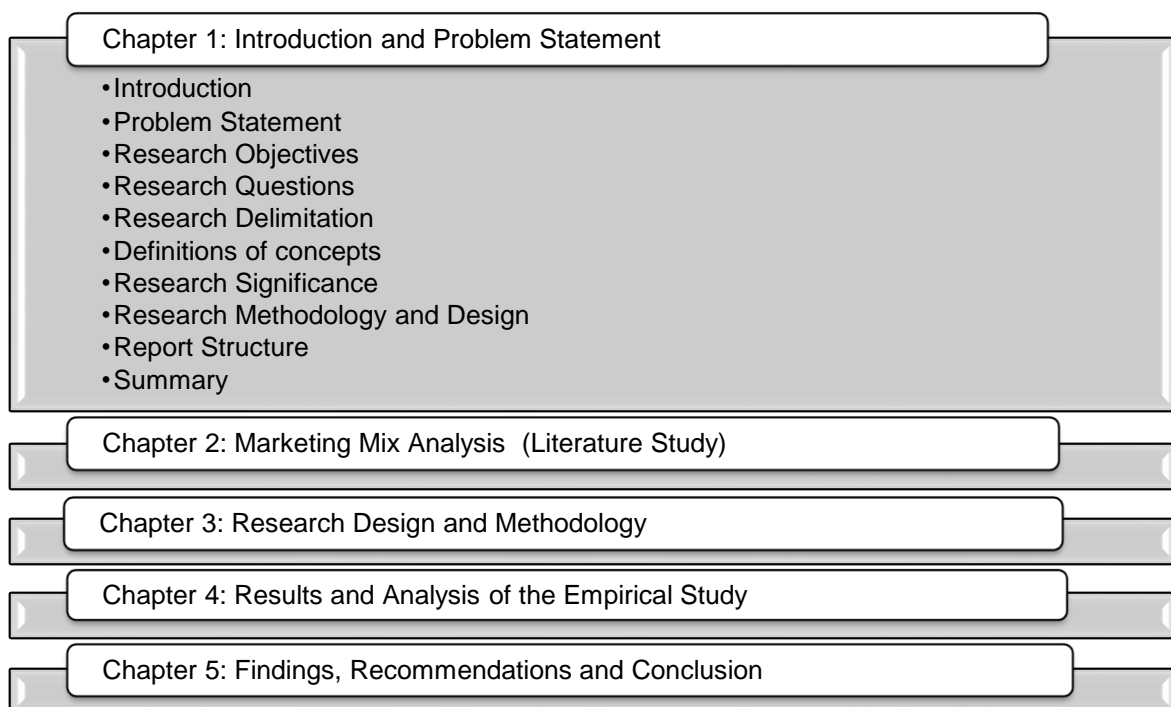 Chapter 1: Introduction and Problem Statement
•Introduction
•Problem Statement
•Research Objectives
•Research Questions
•Research Delimitation
•Definitions of concepts
•Research Significance
•Research Methodology and Design
•Report Structure
•Summary
Chapter 2: Marketing Mix Analysis  (Literature Study)
Chapter 3: Research Design and Methodology
Chapter 4: Results and Analysis of the Empirical Study
Chapter 5: Findings, Recommendations and Conclusion